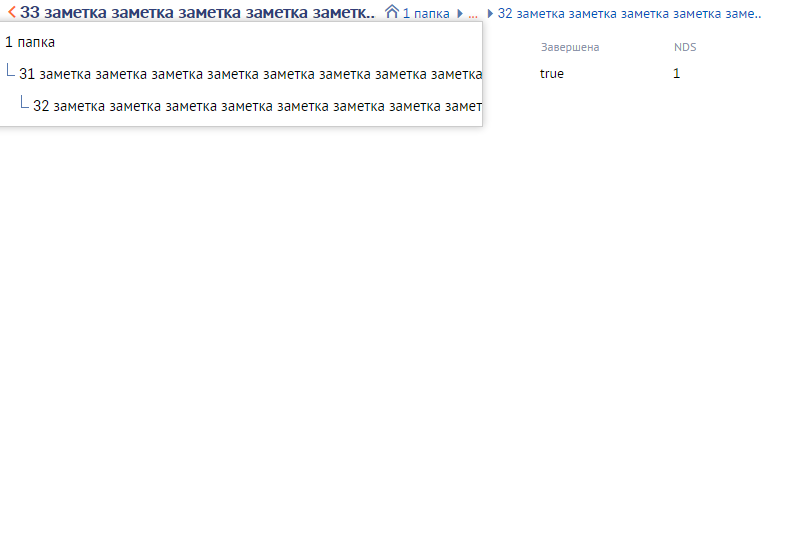 33 заметка заметка заметка заметка заметк.. 1 папка ... 32 заметка заметка заметка заметка заме..
1 папка
31 заметка заметка заметка заметка заметка заметка заметка заметка
32 заметка заметка заметка заметка заметка заметка заметка замет
Завершена NDS
true 1